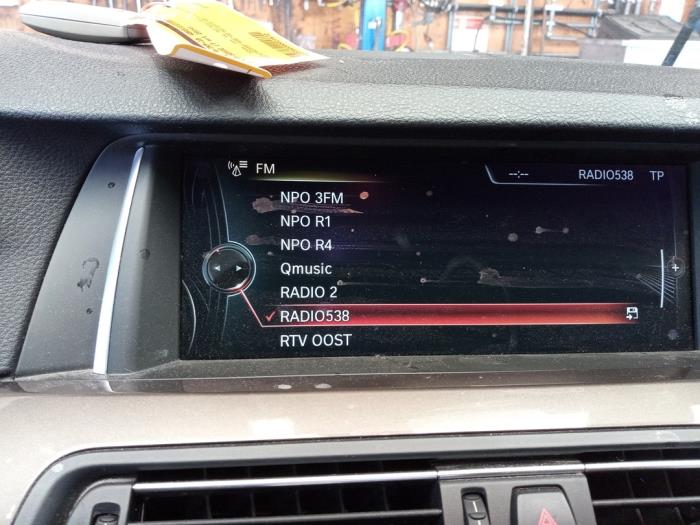 FM
--:-- RADIO538 TP
NPO 3FM
NPO R1
NPO R4
Qmusic
RADIO 2
RADIO538
RTV OOST